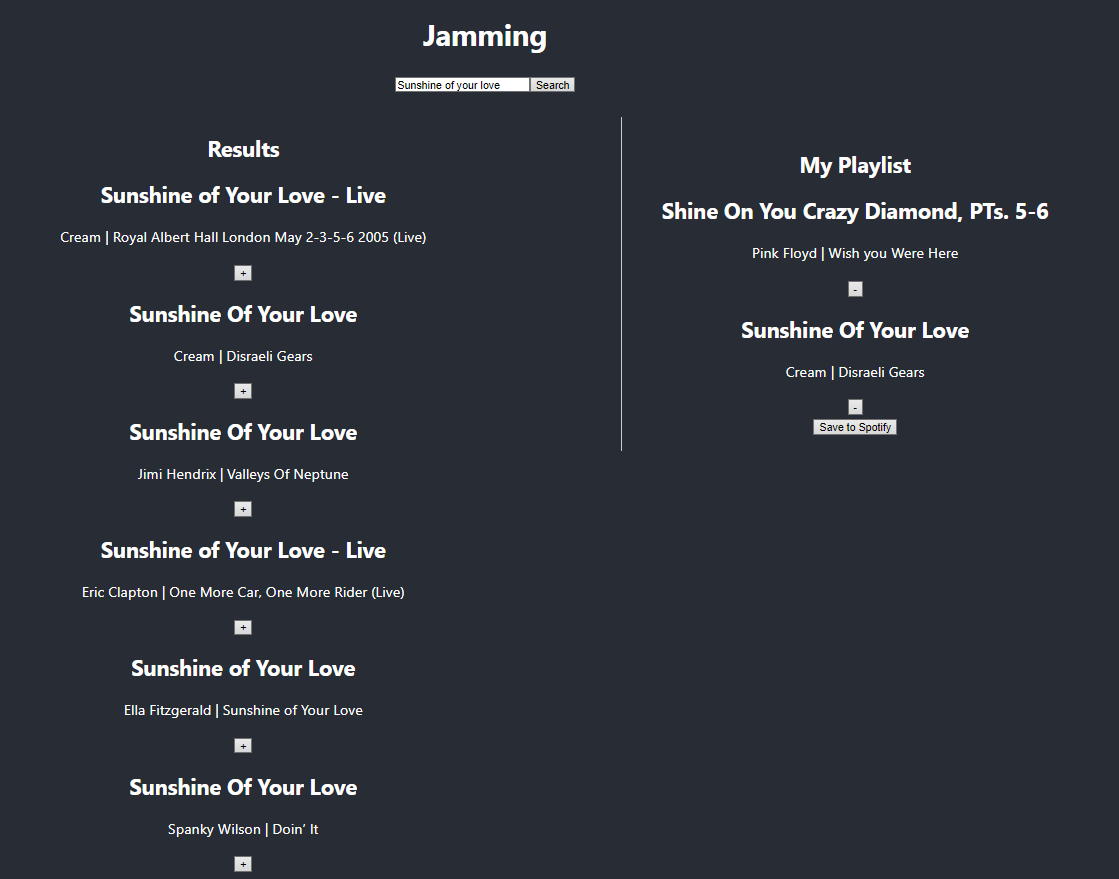 Jamming
Sunshine of your love Search
Results
Sunshine of Your Love - Live
Cream | Royal Albert Hall London May 2-3-5-6 2005 (Live)
+
Sunshine Of Your Love
Cream | Disraeli Gears
+
Sunshine Of Your Love
Jimi Hendrix | Valleys Of Neptune
+
Sunshine of Your Love - Live
Eric Clapton | One More Car, One More Rider (Live)
+
Sunshine of Your Love
Ella Fitzgerald | Sunshine of Your Love
+
Sunshine Of Your Love
Spanky Wilson | Doin’ It
+
My Playlist
Shine On You Crazy Diamond, PTs. 5-6
Pink Floyd | Wish you Were Here
-
Sunshine Of Your Love
Cream | Disraeli Gears
-
Save to Spotify